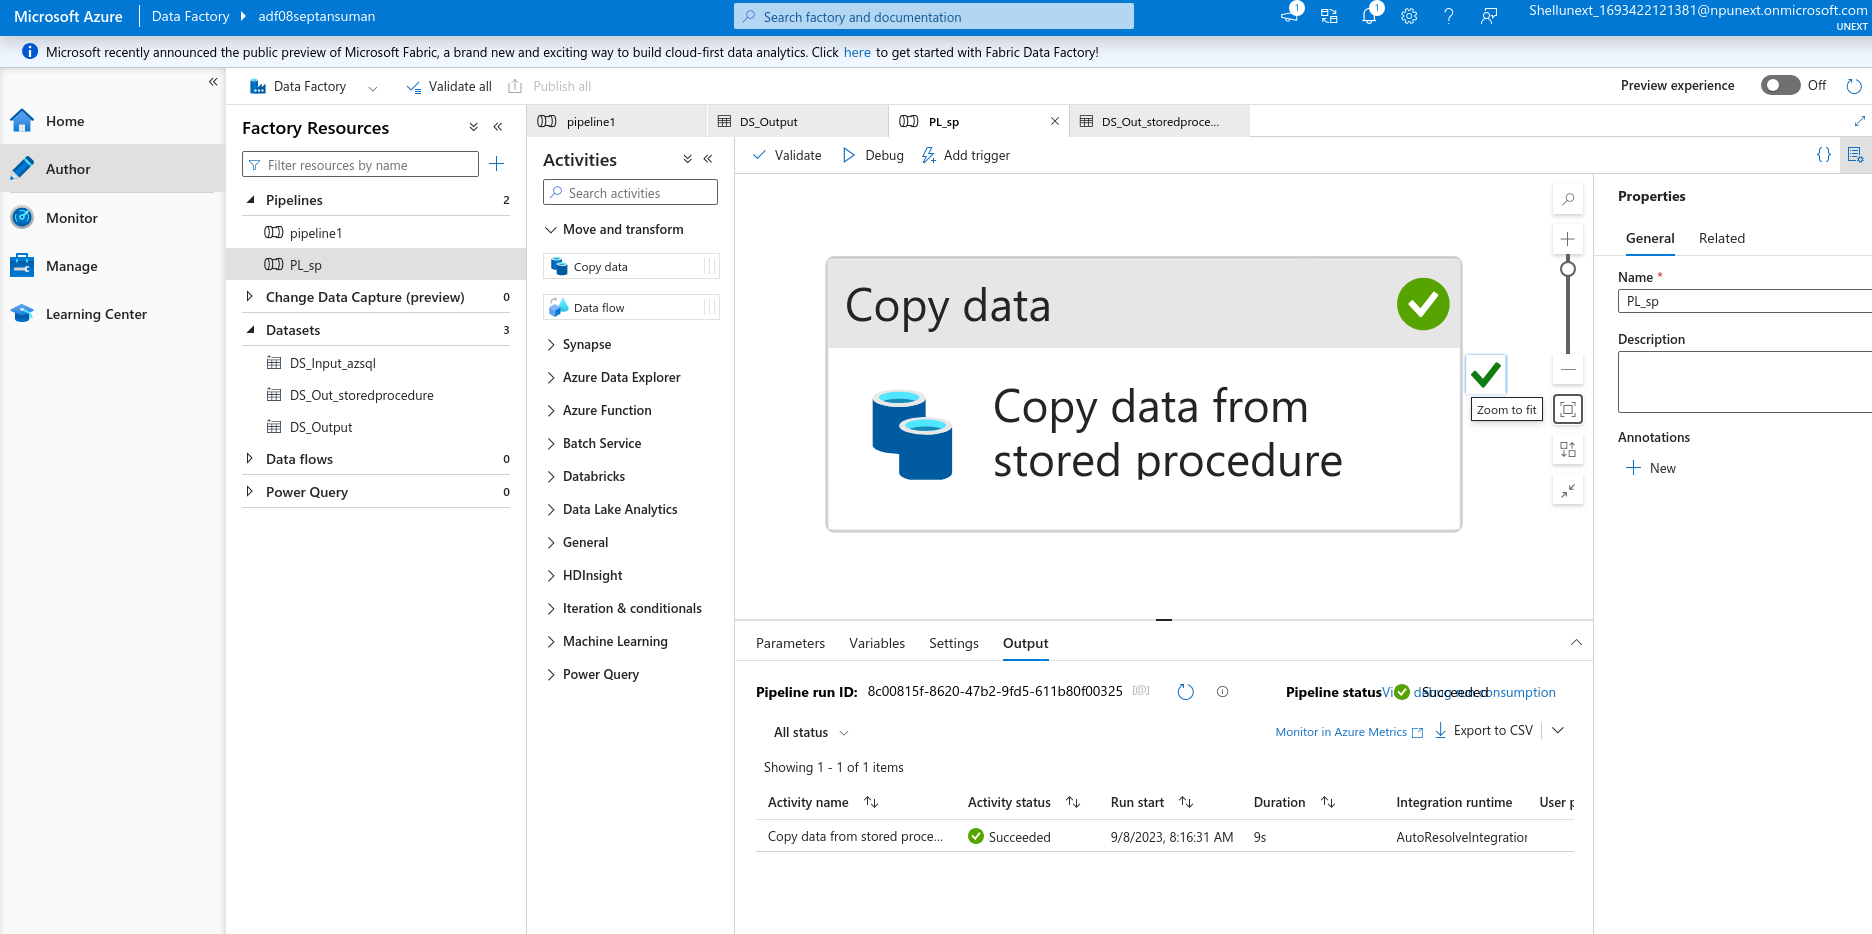 Microsoft Azure
Data Factory
adf08septansuman
Search factory and documentation
1
1
Shellunext_1693422121381@npunext.onmicrosoft.com
UNEXT
Microsoft recently announced the public preview of Microsoft Fabric, a brand new and exciting way to build cloud-first data analytics. Click here to get started with Fabric Data Factory!
Home
Author
Monitor
Manage
Learning Center
Data Factory
Validate all
Publish all
Preview experience
Off
Factory Resources
Filter resources by name
Pipelines 2
pipeline1
PL_sp
Change Data Capture (preview) 0
Datasets 3
DS_Input_azsql
DS_Out_storedprocedure
DS_Output
Data flows 0
Power Query 0
pipeline1
DS_Output
PL_sp
DS_Out_storedproce...
Activities
Search activities
Move and transform
Copy data
Data flow
Synapse
Azure Data Explorer
Azure Function
Batch Service
Databricks
Data Lake Analytics
General
HDInsight
Iteration & conditionals
Machine Learning
Power Query
Validate
Debug
Add trigger
Copy data
Copy data from
stored procedure
Zoom to fit
Parameters
Variables
Settings
Output
Pipeline run ID: 8c00815f-8620-47b2-9fd5-611b80f00325
Pipeline status Succeeded
consumption
All status
Monitor in Azure Metrics
Export to CSV
Showing 1 - 1 of 1 items
Activity name
Activity status
Run start
Duration
Integration runtime
User p
Copy data from stored proce...
Succeeded
9/8/2023, 8:16:31 AM
9s
AutoResolveIntegration
Properties
General
Related
Name *
PL_sp
Description
Annotations
New